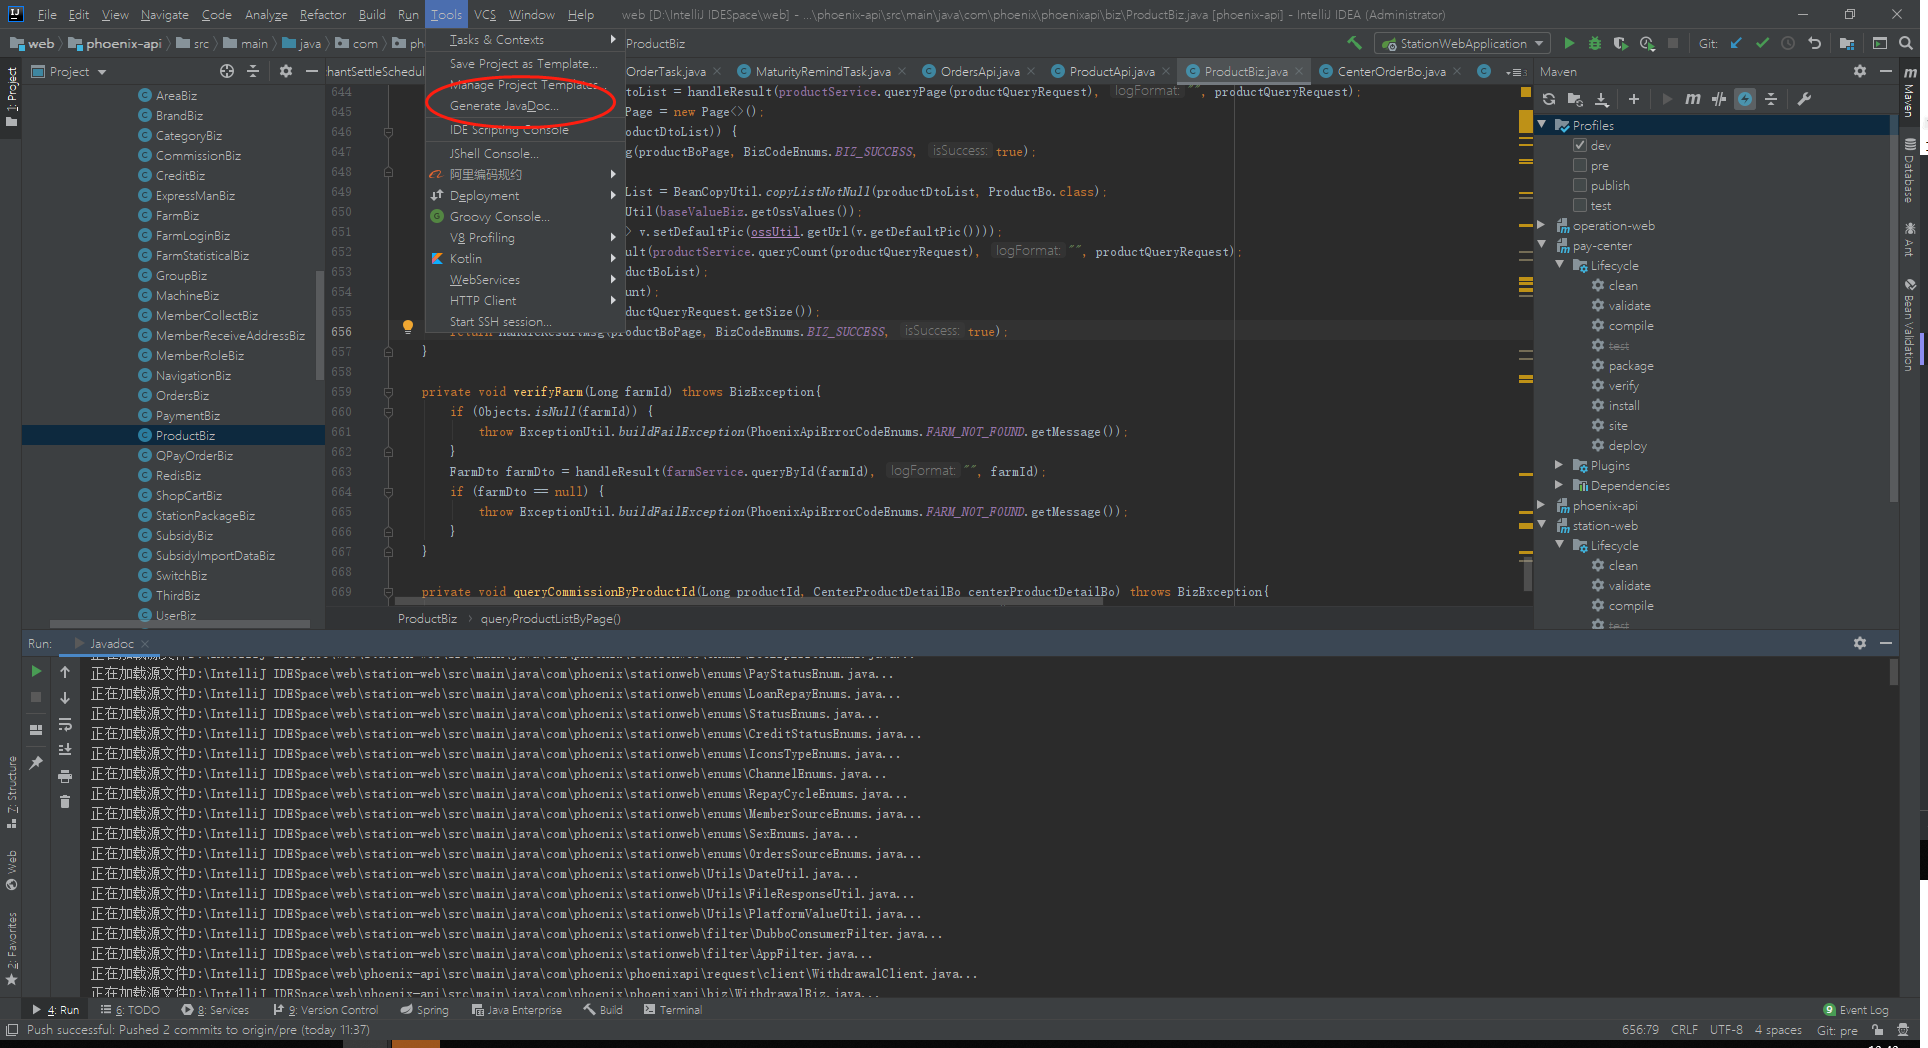 File Edit View Navigate Code Analyze Refactor Build Run Tools VCS Window Help web [D:\IntelliJ IDESpace\web] - ...\phoenix-api\src\main\java\com\phoenix\phoenixapi\biz\ProductBiz.java [phoenix-api] - IntelliJ IDEA (Administrator)
web phoenix-api src main java com ph ProductBiz StationWebApplication Git:
Project
chantSettleSchedul OrderTask.java MaturityRemindTask.java OrdersApi.java ProductApi.java ProductBiz.java CenterOrderBo.java
Maven
1: Project
AreaBiz
BrandBiz
CategoryBiz
CommissionBiz
CreditBiz
ExpressManBiz
FarmBiz
FarmLoginBiz
FarmStatisticalBiz
GroupBiz
MachineBiz
MemberCollectBiz
MemberReceiveAddressBiz
MemberRoleBiz
NavigationBiz
OrdersBiz
PaymentBiz
ProductBiz
QPayOrderBiz
RedisBiz
ShopCartBiz
StationPackageBiz
SubsidyBiz
SubsidyImportDataBiz
SwitchBiz
ThirdBiz
UserBiz
Tasks & Contexts
Save Project as Template...
Manage Project Templates...
Generate JavaDoc...
IDE Scripting Console
JShell Console...
阿里编码规约
Deployment
Groovy Console...
V8 Profiling
Kotlin
WebServices
HTTP Client
Start SSH session...
644 toList = handleResult(productService.queryPage(productQueryRequest), logFormat: "", productQueryRequest);
645 Page = new Page<>();
646 oductDtoList)) {
647 g(productBoPage, BizCodeEnums.BIZ_SUCCESS, isSuccess: true);
648
649 List = BeanCopyUtil.copyListNotNull(productDtoList, ProductBo.class);
650 Util(baseValueBiz.getOssValues());
651 > v.setDefaultPic(ossUtil.getUrl(v.getDefaultPic())));
652 ult(productService.queryCount(productQueryRequest), logFormat: "", productQueryRequest);
653 ductBoList);
654 unt);
655 oductQueryRequest.getSize());
656 return handleResultMsg(productBoPage, BizCodeEnums.BIZ_SUCCESS, isSuccess: true);
657 }
658
659 private void verifyFarm(Long farmId) throws BizException{
660 if (Objects.isNull(farmId)) {
661 throw ExceptionUtil.buildFailException(PhoenixApiErrorCodeEnums.FARM_NOT_FOUND.getMessage());
662 }
663 FarmDto farmDto = handleResult(farmService.queryById(farmId), logFormat: "", farmId);
664 if (farmDto == null) {
665 throw ExceptionUtil.buildFailException(PhoenixApiErrorCodeEnums.FARM_NOT_FOUND.getMessage());
666 }
667 }
668
669 private void queryCommissionByProductId(Long productId, CenterProductDetailBo centerProductDetailBo) throws BizException{
ProductBiz queryProductListByPage()
Profiles
dev
pre
publish
test
operation-web
pay-center
Lifecycle
clean
validate
compile
test
package
verify
install
site
deploy
Plugins
Dependencies
phoenix-api
station-web
Lifecycle
clean
validate
compile
test
Maven
Database
Ant
Bean Validation
Run: Javadoc
正在加载源文件D:\IntelliJ IDESpace\web\station-web\src\main\java\com\phoenix\stationweb\enums\PayStatusEnum.java...
正在加载源文件D:\IntelliJ IDESpace\web\station-web\src\main\java\com\phoenix\stationweb\enums\LoanRepayEnums.java...
正在加载源文件D:\IntelliJ IDESpace\web\station-web\src\main\java\com\phoenix\stationweb\enums\StatusEnums.java...
正在加载源文件D:\IntelliJ IDESpace\web\station-web\src\main\java\com\phoenix\stationweb\enums\CreditStatusEnums.java...
正在加载源文件D:\IntelliJ IDESpace\web\station-web\src\main\java\com\phoenix\stationweb\enums\IconsTypeEnums.java...
正在加载源文件D:\IntelliJ IDESpace\web\station-web\src\main\java\com\phoenix\stationweb\enums\ChannelEnums.java...
正在加载源文件D:\IntelliJ IDESpace\web\station-web\src\main\java\com\phoenix\stationweb\enums\RepayCycleEnums.java...
正在加载源文件D:\IntelliJ IDESpace\web\station-web\src\main\java\com\phoenix\stationweb\enums\MemberSourceEnums.java...
正在加载源文件D:\IntelliJ IDESpace\web\station-web\src\main\java\com\phoenix\stationweb\enums\SexEnums.java...
正在加载源文件D:\IntelliJ IDESpace\web\station-web\src\main\java\com\phoenix\stationweb\enums\OrdersSourceEnums.java...
正在加载源文件D:\IntelliJ IDESpace\web\station-web\src\main\java\com\phoenix\stationweb\Utils\DateUtil.java...
正在加载源文件D:\IntelliJ IDESpace\web\station-web\src\main\java\com\phoenix\stationweb\Utils\FileResponseUtil.java...
正在加载源文件D:\IntelliJ IDESpace\web\station-web\src\main\java\com\phoenix\stationweb\Utils\PlatformValueUtil.java...
正在加载源文件D:\IntelliJ IDESpace\web\station-web\src\main\java\com\phoenix\stationweb\filter\DubboConsumerFilter.java...
正在加载源文件D:\IntelliJ IDESpace\web\station-web\src\main\java\com\phoenix\stationweb\filter\AppFilter.java...
正在加载源文件D:\IntelliJ IDESpace\web\phoenix-api\src\main\java\com\phoenix\phoenixapi\request\client\WithdrawalClient.java...
正在加载源文件D:\IntelliJ IDESpace\web\phoenix-api\src\main\java\com\phoenix\phoenixapi\biz\WithdrawalBiz.java...
Z: Structure
Web
2: Favorites
4: Run 6: TODO 8: Services 9: Version Control Spring Java Enterprise Build Terminal 9 Event Log
Push successful: Pushed 2 commits to origin/pre (today 11:37) 656:79 CRLF UTF-8 4 spaces Git: pre